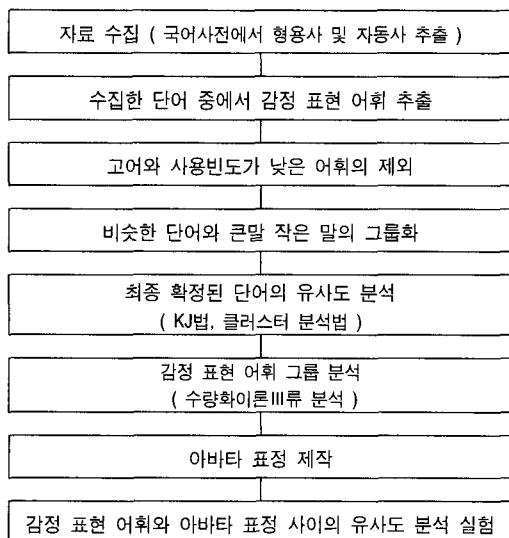 자료 수집 ( 국어사전에서 형용사 및 자동사 추출 )
수집한 단어 중에서 감정 표현 어휘 추출
고어와 사용빈도가 낮은 어휘의 제외
비슷한 단어와 큰말 작은 말의 그룹화
최종 확정된 단어의 유사도 분석
( KJ법, 클러스터 분석법 )
감정 표현 어휘 그룹 분석
( 수량화이론Ⅲ류 분석 )
아바타 표정 제작
감정 표현 어휘와 아바타 표정 사이의 유사도 분석 실험